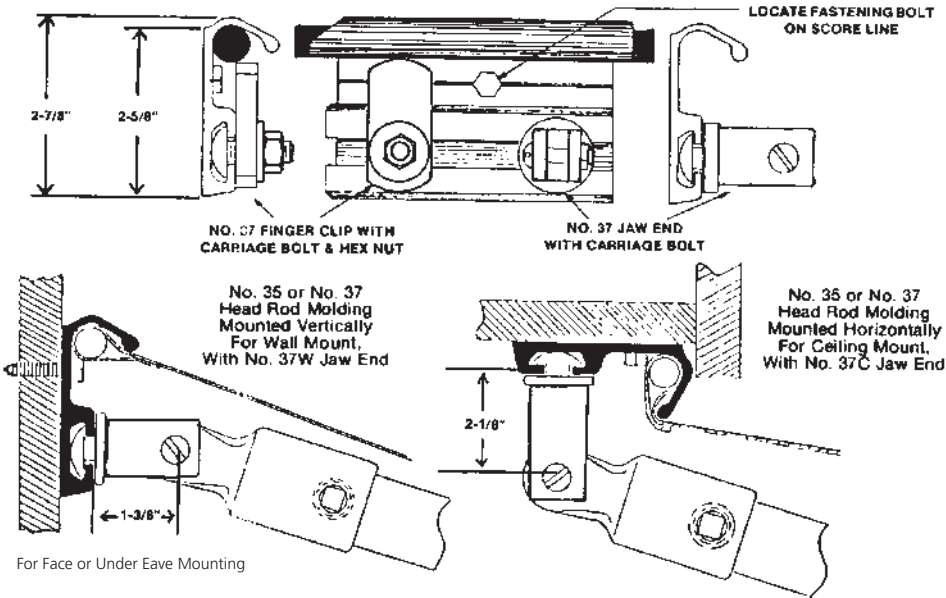 LOCATE FASTENING BOLT
ON SCORE LINE
2-7/8"
2-5/8"
NO. 37 FINGER CLIP WITH
CARRIAGE BOLT & HEX NUT
NO. 37 JAW END
WITH CARRIAGE BOLT
No. 35 or No. 37
Head Rod Molding
Mounted Vertically
For Wall Mount,
With No. 37W Jaw End
No. 35 or No. 37
Head Rod Molding
Mounted Horizontally
For Ceiling Mount,
With No. 37C Jaw End
2-1/8"
1-3/8"
For Face or Under Eave Mounting